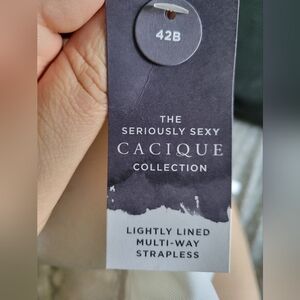 42B
THE
SERIOUSLY SEXY
CACIQUE
COLLECTION
LIGHTLY LINED
MULTI-WAY
STRAPLESS